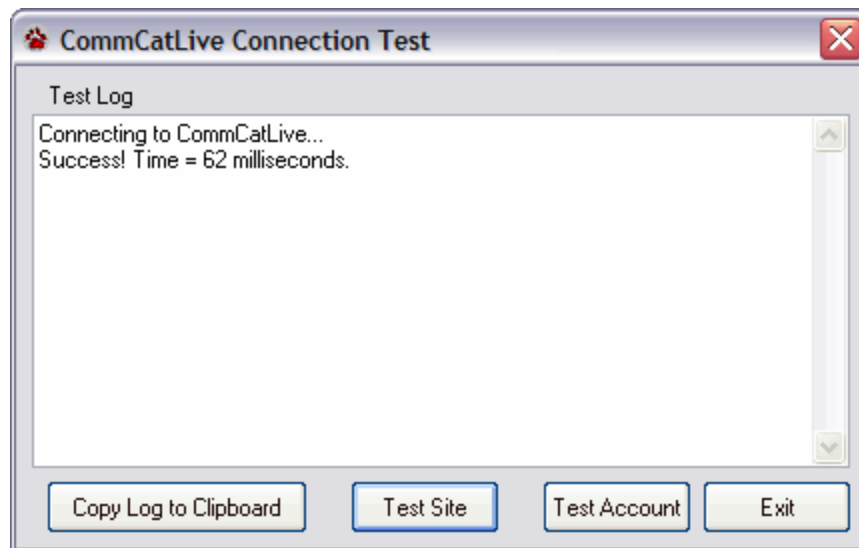 CommCatLive Connection Test
Test Log
Connecting to CommCatLive...
Success! Time = 62 milliseconds.
Copy Log to Clipboard Test Site Test Account Exit